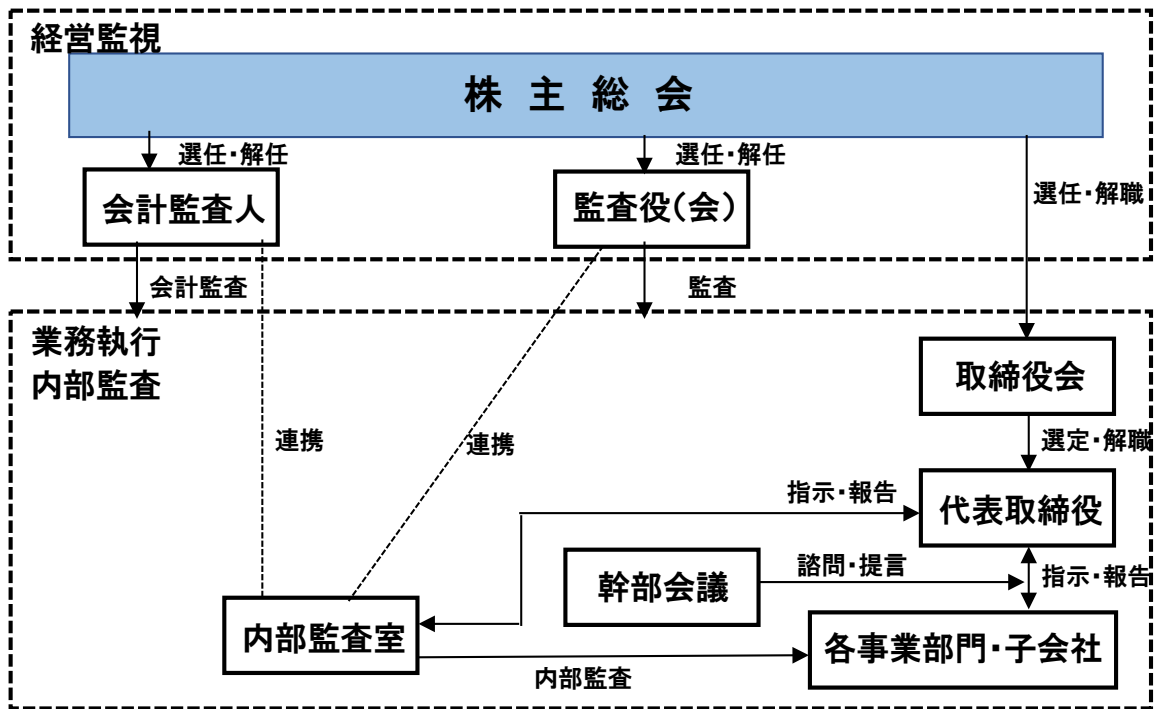 経営監視
株主総会
選任・解任
選任・解任
選任・解職
会計監査人
監査役(会)
会計監査
監査
業務執行
内部監査
取締役会
連携
連携
選定・解職
指示・報告
代表取締役
幹部会議
諮問・提言
指示・報告
内部監査室
各事業部門・子会社
内部監査